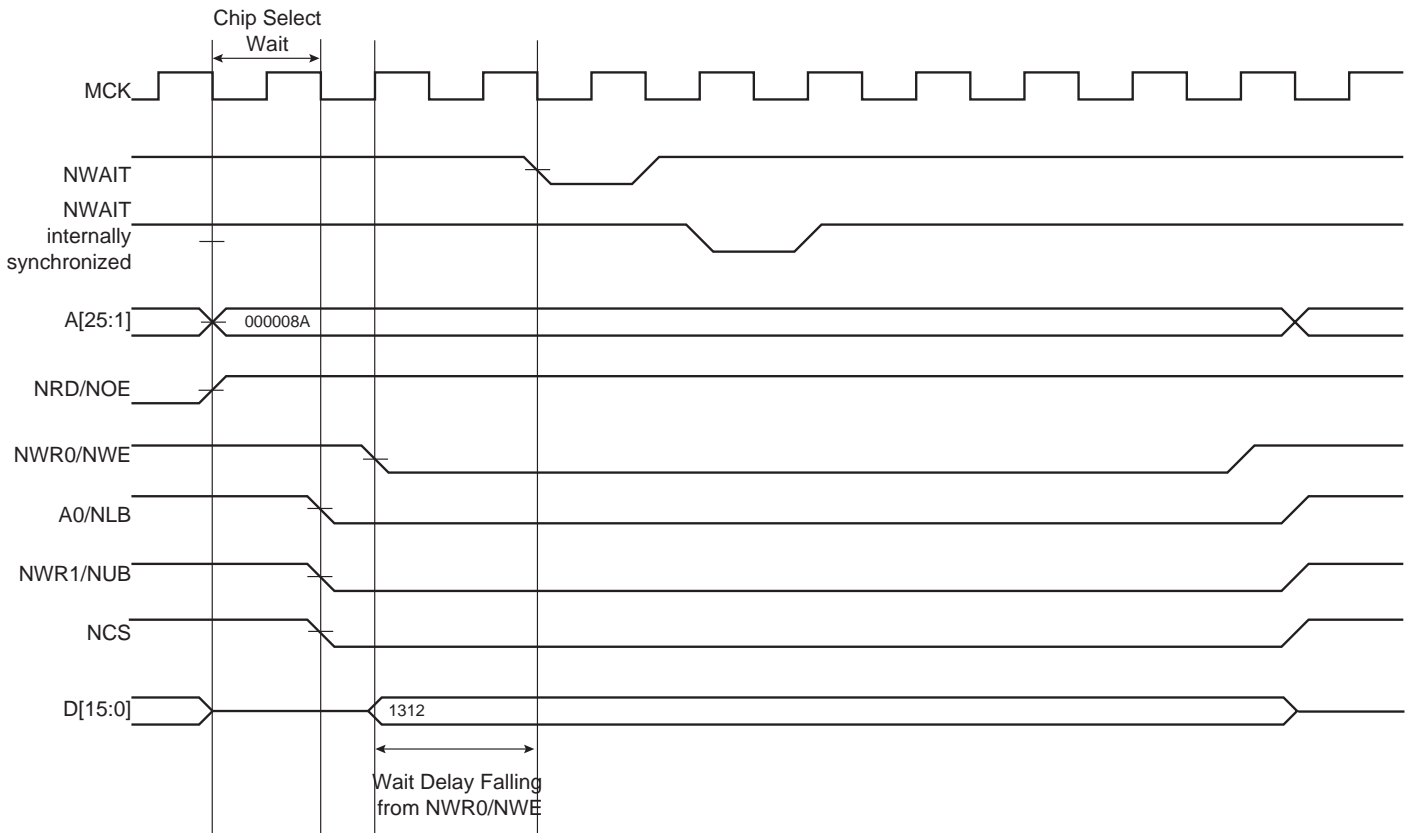 Chip Select
Wait
MCK
NWAIT
NWAIT
internally
synchronized
A[25:1]
000008A
NRD/NOE
NWR0/NWE
A0/NLB
NWR1/NUB
NCS
D[15:0]
1312
Wait Delay Falling
from NWR0/NWE